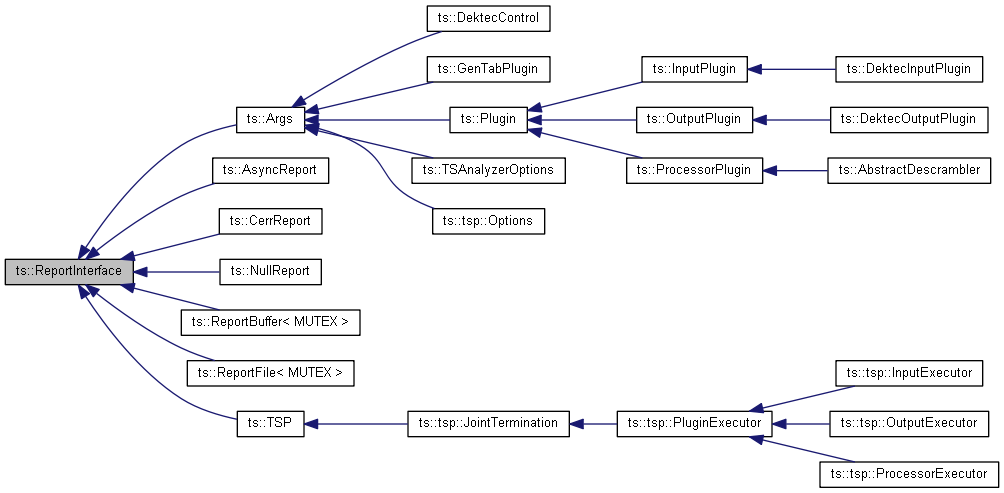 ts::DektecControl
ts::GenTabPlugin
ts::InputPlugin
ts::DektecInputPlugin
ts::Args
ts::Plugin
ts::OutputPlugin
ts::DektecOutputPlugin
ts::AsyncReport
ts::TSAnalyzerOptions
ts::ProcessorPlugin
ts::AbstractDescrambler
ts::CerrReport
ts::tsp::Options
ts::ReportInterface
ts::NullReport
ts::ReportBuffer< MUTEX >
ts::ReportFile< MUTEX >
ts::tsp::InputExecutor
ts::TSP
ts::tsp::JointTermination
ts::tsp::PluginExecutor
ts::tsp::OutputExecutor
ts::tsp::ProcessorExecutor